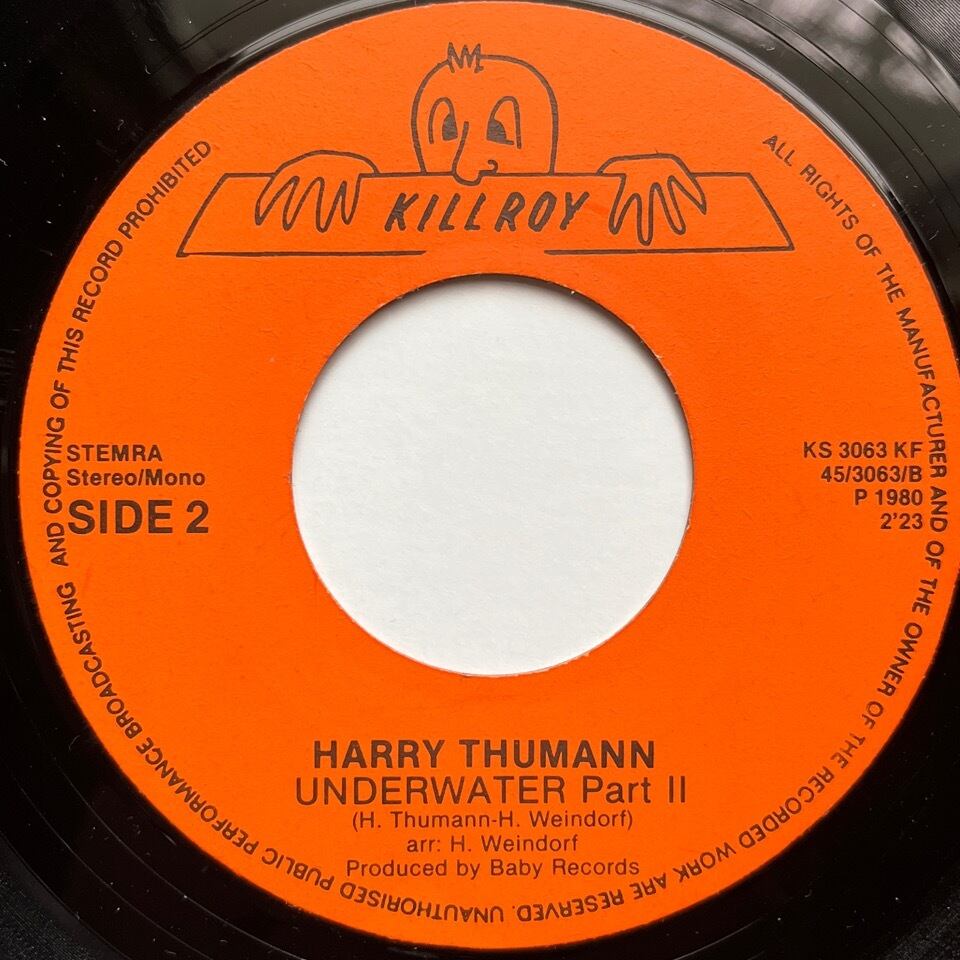 KILLROY
ALL RIGHTS OF THE MANUFACTURER AND OF THE OWNER OF THE RECORDED WORK ARE RESERVED. UNAUTHORISED PUBLIC PERFORMANCE BROADCASTING AND COPYING OF THIS RECORD PROHIBITED
STEMRA
Stereo/Mono
SIDE 2
KS 3063 KF
45/3063/B
P 1980
2'23
HARRY THUMANN
UNDERWATER Part II
(H. Thumann-H. Weindorf)
arr: H. Weindorf
Produced by Baby Records